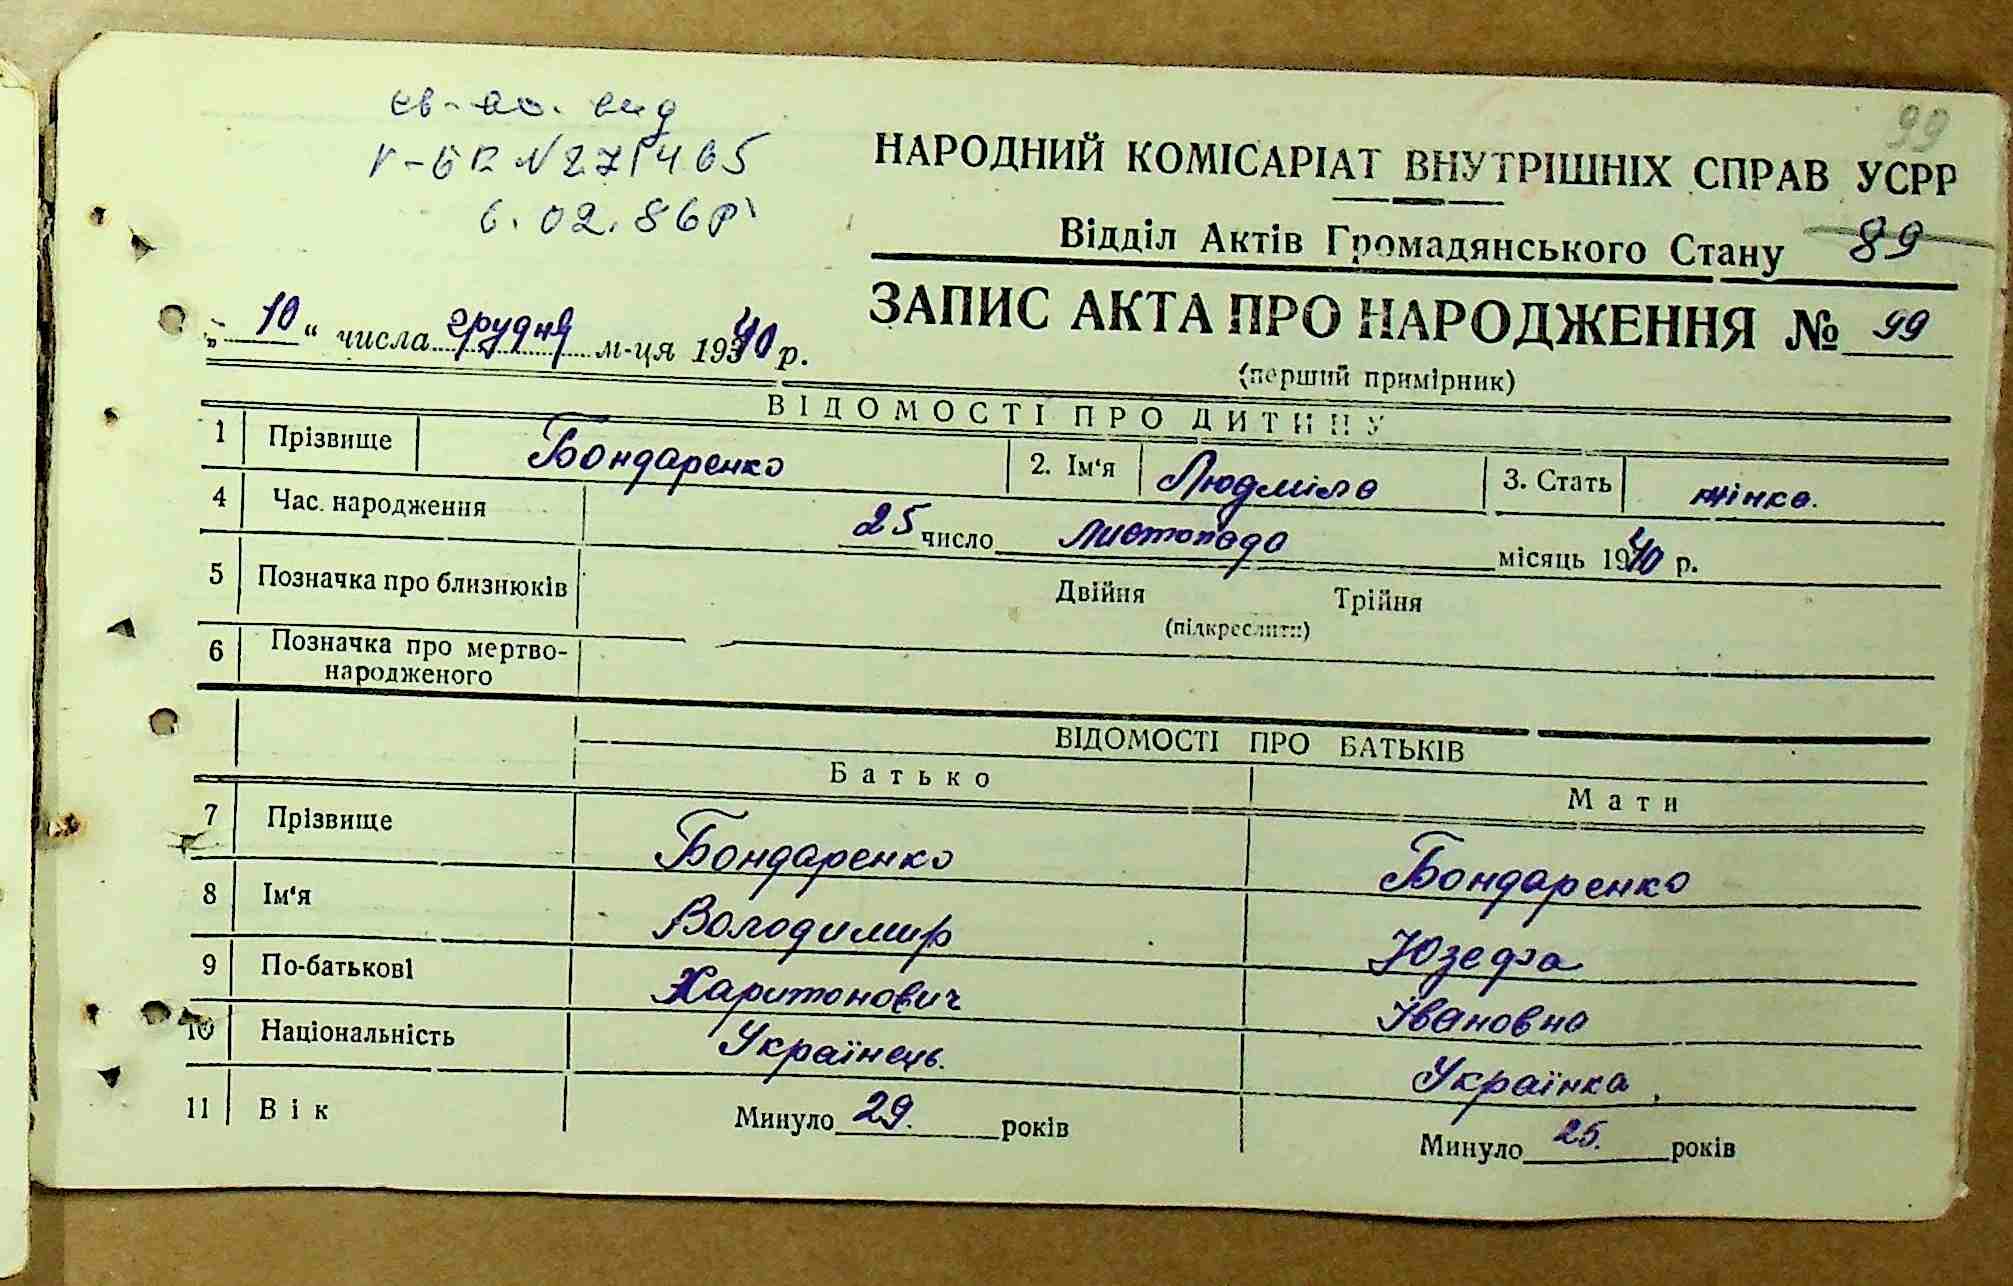 99
св-во. вид
V-БК N 271465
6.02.86р
НАРОДНИЙ КОМІСАРІАТ ВНУТРІШНІХ СПРАВ УСРР
Відділ Актів Громадянського Стану 89
„ 10 “ числа грудня м-ця 1940 р.
ЗАПИС АКТА ПРО НАРОДЖЕННЯ № 99
(перший примірник)
ВІДОМОСТІ ПРО ДИТИНУ
1 Прізвище Бондаренко 2. Ім‘я Людміла 3. Стать жінка.
4 Час народження 25 число листопада місяць 1940 р.
5 Позначка про близнюків Двійня Трійня
(підкреслити)
6 Позначка про мертво-
народженого
ВІДОМОСТІ ПРО БАТЬКІВ
Батько Мати
7 Прізвище Бондаренко Бондаренко
8 Ім‘я Володимир Юзефа
9 По-батькові Харитонович Івановна
10 Національність Українець. Українка
11 Вік Минуло 29. років Минуло 25. років